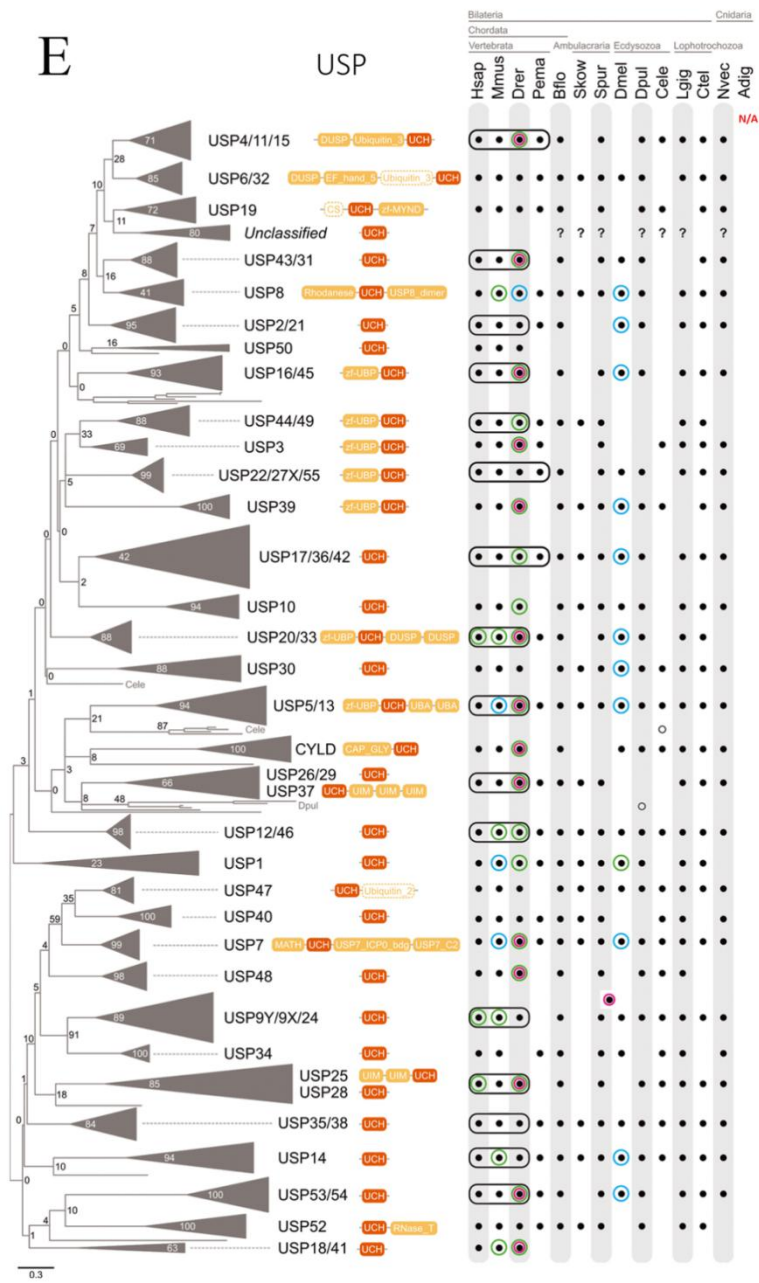 E USP
Bilateria Cnidaria
Chordata
Vertebrata Ambulacraria Ecdysozoa Lophotrochozoa
Hsap Mmus Drer Pema Bflo Skow Spur Dmel Dpul Cele Lgig Ctel Nvec Adig
N/A
71 USP4/11/15 DUSP Ubiquitin_3 UCH
28
10
85 USP6/32 DUSP EF_hand_5 Ubiquitin_3 UCH
72 USP19 CS UCH zf-MYND
11
7
80 Unclassified UCH ? ? ? ? ? ? ?
88 USP43/31 UCH
8 16
41 USP8 Rhodanese UCH USP8_dimer
5
95 USP2/21 UCH
16 USP50 UCH
0
93 USP16/45 zf-UBP UCH
0
88 USP44/49 zf-UBP UCH
0 33
69 USP3 zf-UBP UCH
99 USP22/27X/55 zf-UBP UCH
5
100 USP39 zf-UBP UCH
0
0
42 USP17/36/42 UCH
2
0
94 USP10 UCH
88 USP20/33 zf-UBP UCH DUSP DUSP
88 USP30 UCH
0
Cele
1
94 USP5/13 zf-UBP UCH UBA UBA
21
87 Cele
100 CYLD CAP_GLY UCH
8
3 3
USP26/29 UCH
66
USP37 UCH UIM UIM UIM
0 8 48
Dpul
98 USP12/46 UCH
23 USP1 UCH
81 USP47 UCH Ubiquitin_2
35
100 USP40 UCH
59
99 USP7 MATH UCH USP7_ICP0_bdg USP7_C2
4
98 USP48 UCH
5
89 USP9Y/9X/24 UCH
91
10
100 USP34 UCH
USP25 UIM UIM UCH
1 85
18 USP28 UCH
0
84 USP35/38 UCH
94 USP14 UCH
10
0
100 USP53/54 UCH
10
4 100 USP52 UCH RNase_T
1
63 USP18/41 UCH
0.3